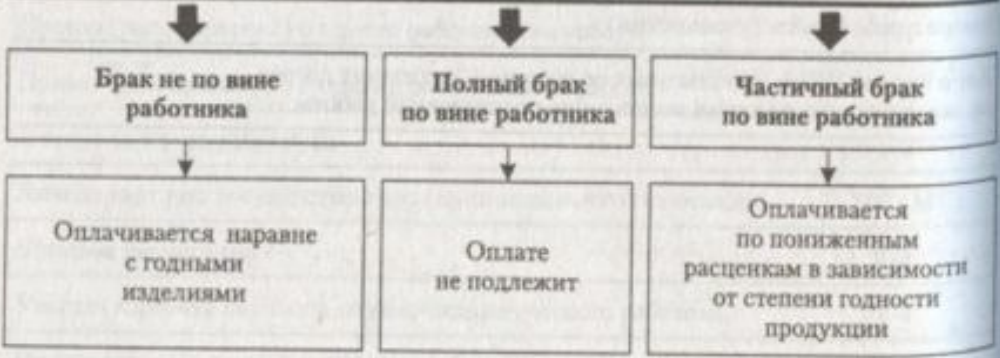 Брак не по вине
работника
Полный брак
по вине работника
Частичный брак
по вине работника
Оплачивается наравне
с годными
изделиями
Оплате
не подлежит
Оплачивается
по пониженным
расценкам в зависимости
от степени годности
продукции